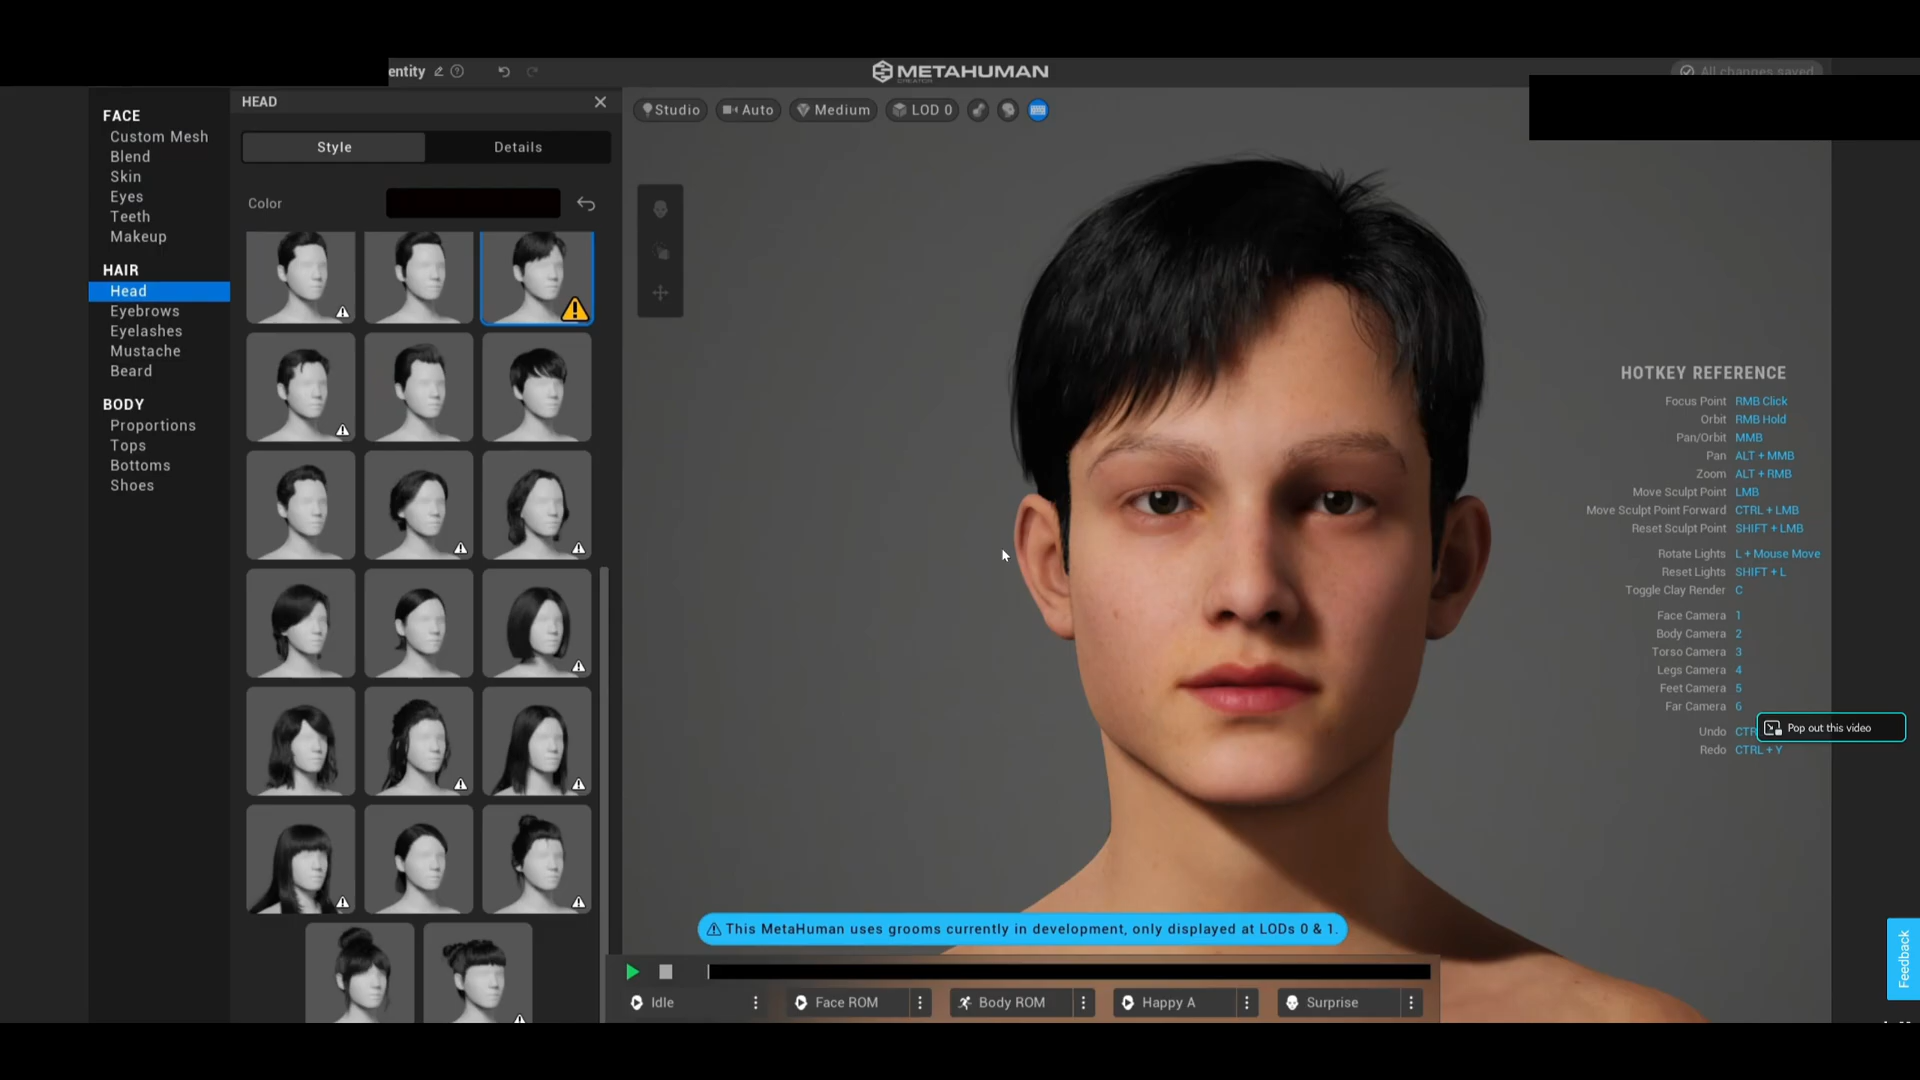 entity
METAHUMAN
CREATOR
All changes saved
FACE
Custom Mesh
Blend
Skin
Eyes
Teeth
Makeup
HAIR
Head
Eyebrows
Eyelashes
Mustache
Beard
BODY
Proportions
Tops
Bottoms
Shoes
HEAD
Style
Details
Color
Studio
Auto
Medium
LOD 0
HOTKEY REFERENCE
Focus Point RMB Click
Orbit RMB Hold
Pan/Orbit MMB
Pan ALT + MMB
Zoom ALT + RMB
Move Sculpt Point LMB
Move Sculpt Point Forward CTRL + LMB
Reset Sculpt Point SHIFT + LMB
Rotate Lights L + Mouse Move
Reset Lights SHIFT + L
Toggle Clay Render C
Face Camera 1
Body Camera 2
Torso Camera 3
Legs Camera 4
Feet Camera 5
Far Camera 6
Undo CTR
Redo CTRL + Y
Pop out this video
This MetaHuman uses grooms currently in development, only displayed at LODs 0 & 1.
Idle
Face ROM
Body ROM
Happy A
Surprise
Feedback